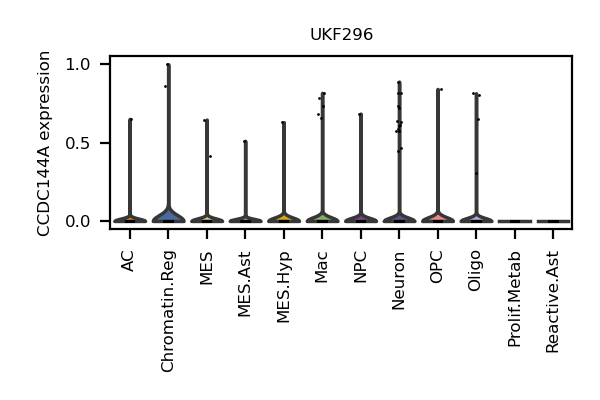 UKF296
CCDC144A expression
1.0
0.5
0.0
AC
Chromatin.Reg
MES
MES.Ast
MES.Hyp
Mac
NPC
Neuron
OPC
Oligo
Prolif.Metab
Reactive.Ast